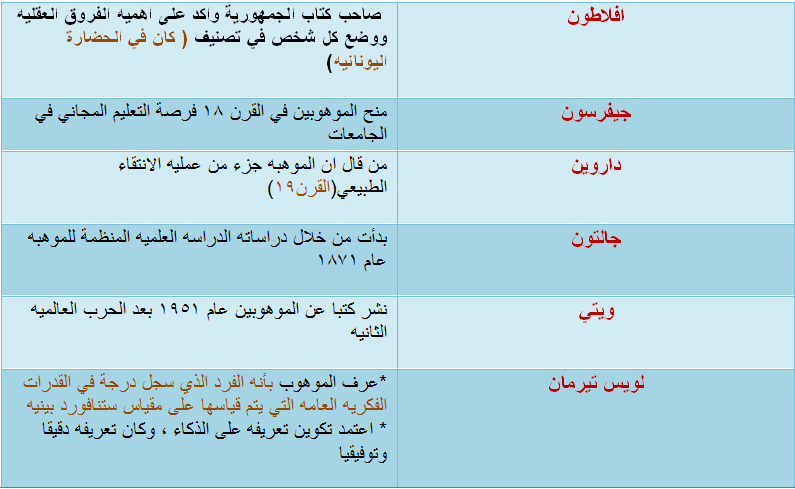 افلاطون
صاحب كتاب الجمهورية واكد على اهميه الفروق العقليه
ووضع كل شخص في تصنيف ( كان في الحضارة
اليونانيه)
جيفرسون
منح الموهوبين في القرن ١٨ فرصة التعليم المجاني في
الجامعات
داروين
من قال ان الموهبه جزء من عمليه الانتقاء
الطبيعي(القرن١٩)
جالتون
بدأت من خلال دراساته الدراسه العلميه المنظمة للموهبه
عام ١٨٧١
ويتي
نشر كتبا عن الموهوبين عام ١٩٥١ بعد الحرب العالميه
الثانيه
لويس تيرمان
*عرف الموهوب بأنه الفرد الذي سجل درجة في القدرات
الفكريه العامه التي يتم قياسها على مقياس ستنافورد بينيه
* اعتمد تكوين تعريفه على الذكاء ، وكان تعريفه دقيقا
وتوفيقيا